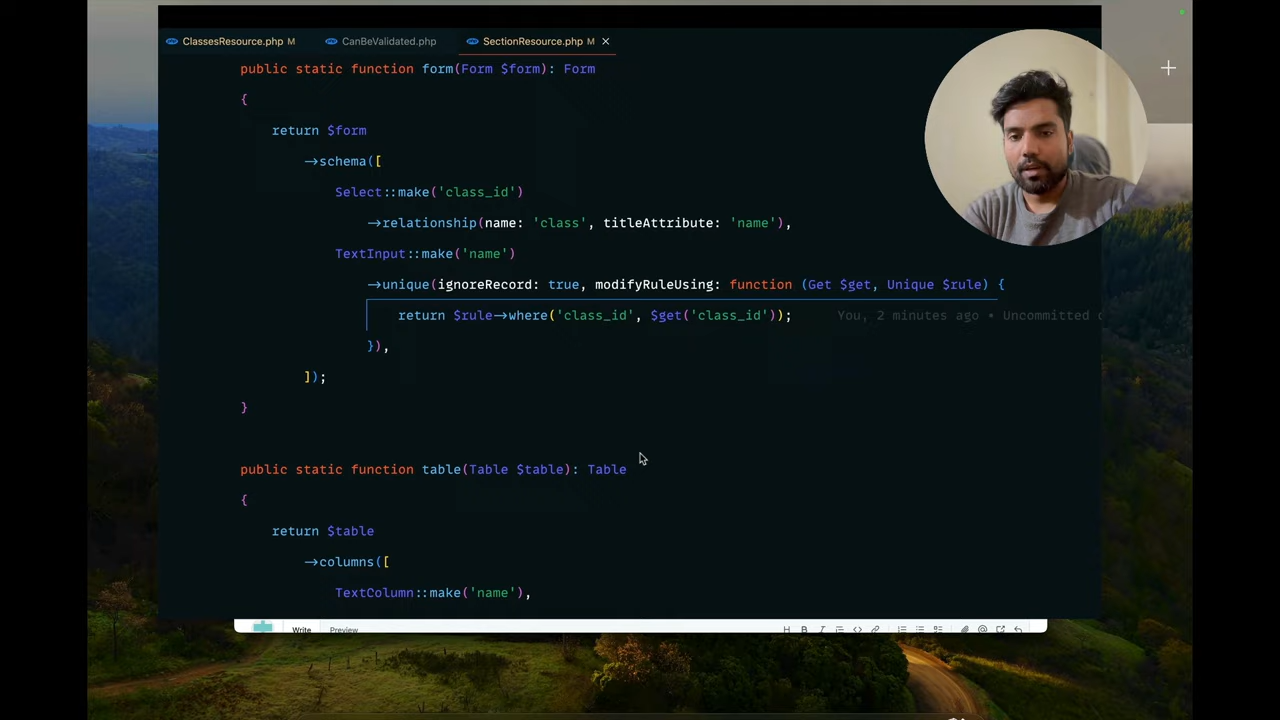 ClassesResource.php M CanBeValidated.php SectionResource.php M
public static function form(Form $form): Form
{
return $form
->schema([
Select::make('class_id')
->relationship(name: 'class', titleAttribute: 'name'),
TextInput::make('name')
->unique(ignoreRecord: true, modifyRuleUsing: function (Get $get, Unique $rule) {
return $rule->where('class_id', $get('class_id')); You, 2 minutes ago • Uncommitted c
}),
]);
}
public static function table(Table $table): Table
{
return $table
->columns([
TextColumn::make('name'),
Write Preview